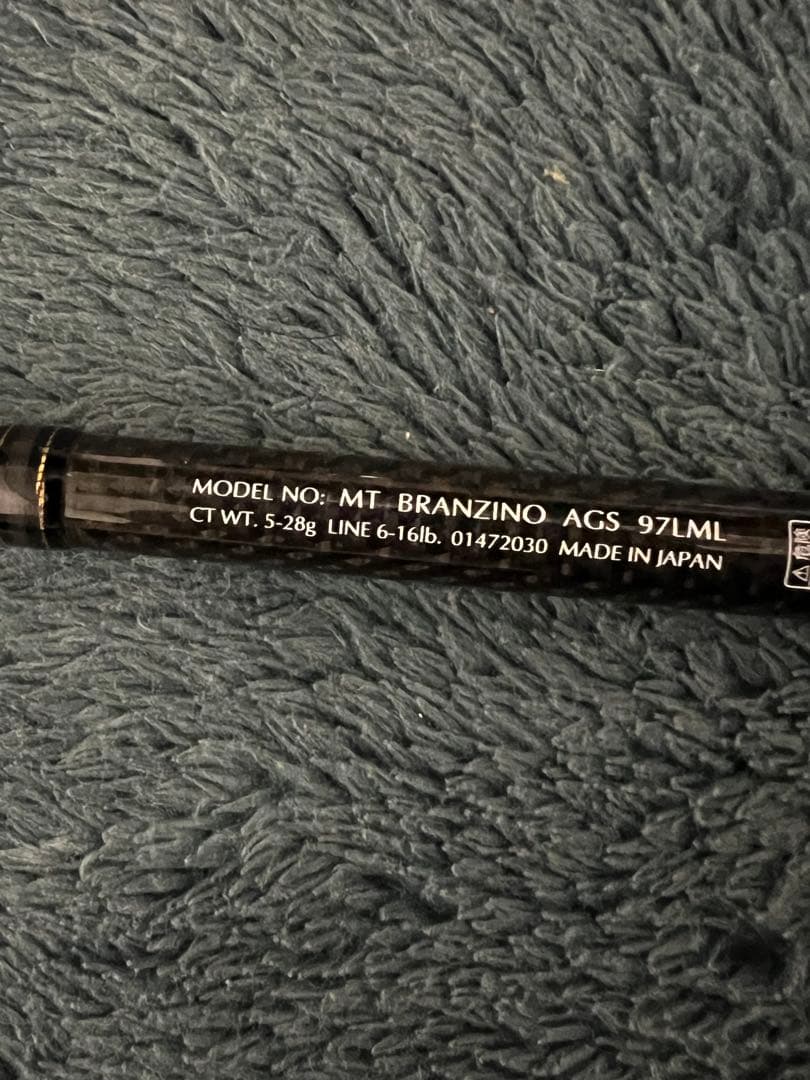 MODEL NO: MT BRANZINO AGS 97LML
CT WT. 5-28g LINE 6-16lb. 01472030 MADE IN JAPAN